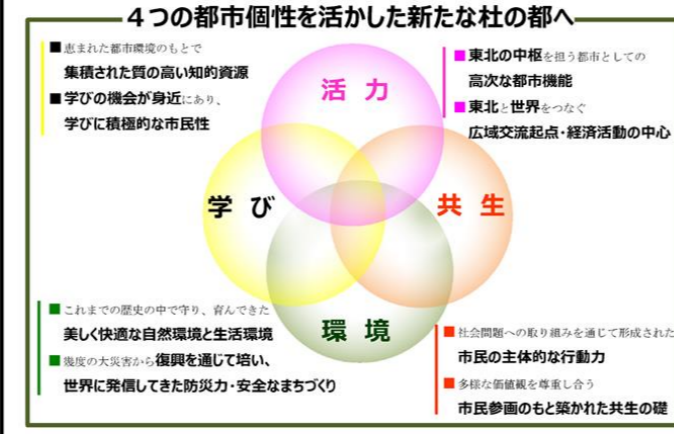 ４つの都市個性を活かした新たな杜の都へ
■恵まれた都市環境のもとで
集積された質の高い知的資源
■学びの機会が身近にあり、
学びに積極的な市民性
■東北の中枢を担う都市としての
高次な都市機能
■東北と世界をつなぐ
広域交流起点・経済活動の中心
活力
学び
共生
環境
■これまでの歴史の中で守り、育んできた
美しく快適な自然環境と生活環境
■幾度の大災害から復興を通じて培い、
世界に発信してきた防災力・安全なまちづくり
■社会問題への取り組みを通じて形成された
市民の主体的な行動力
■多様な価値観を尊重し合う
市民参画のもと築かれた共生の礎